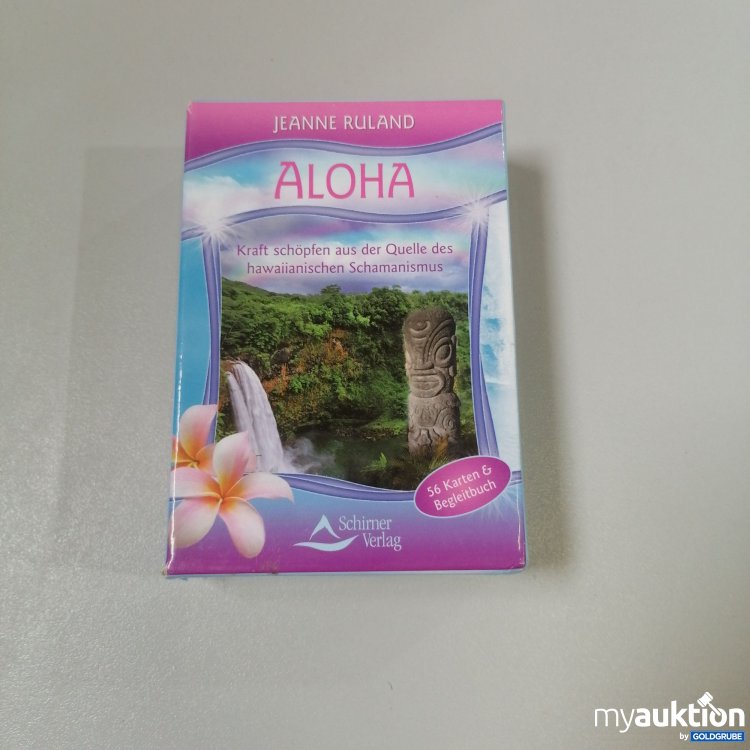 JEANNE RULAND
ALOHA
Kraft schöpfen aus der Quelle des
hawaiianischen Schamanismus
56 Karten &
Begleitbuch
Schirner
Verlag
myauktion
by GOLDGRUBE